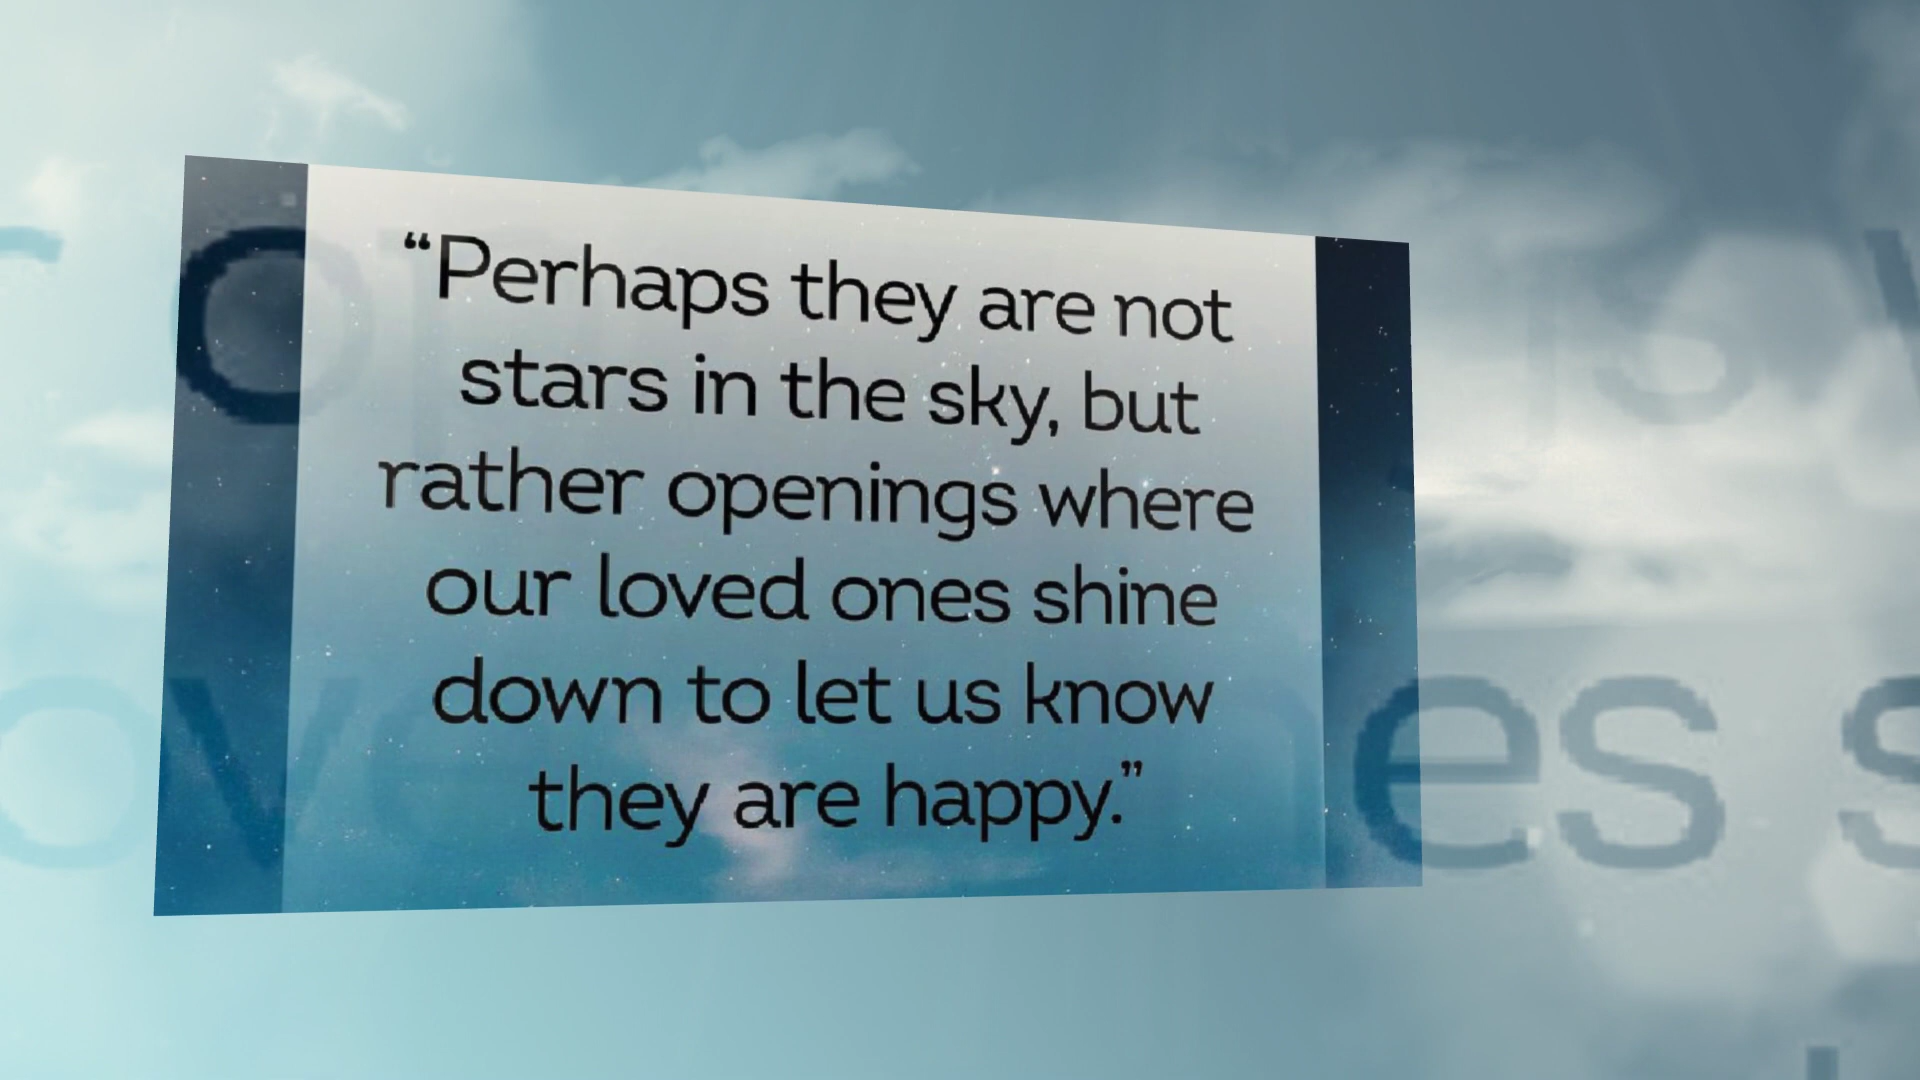 “Perhaps they are not
stars in the sky, but
rather openings where
our loved ones shine
down to let us know
they are happy.”